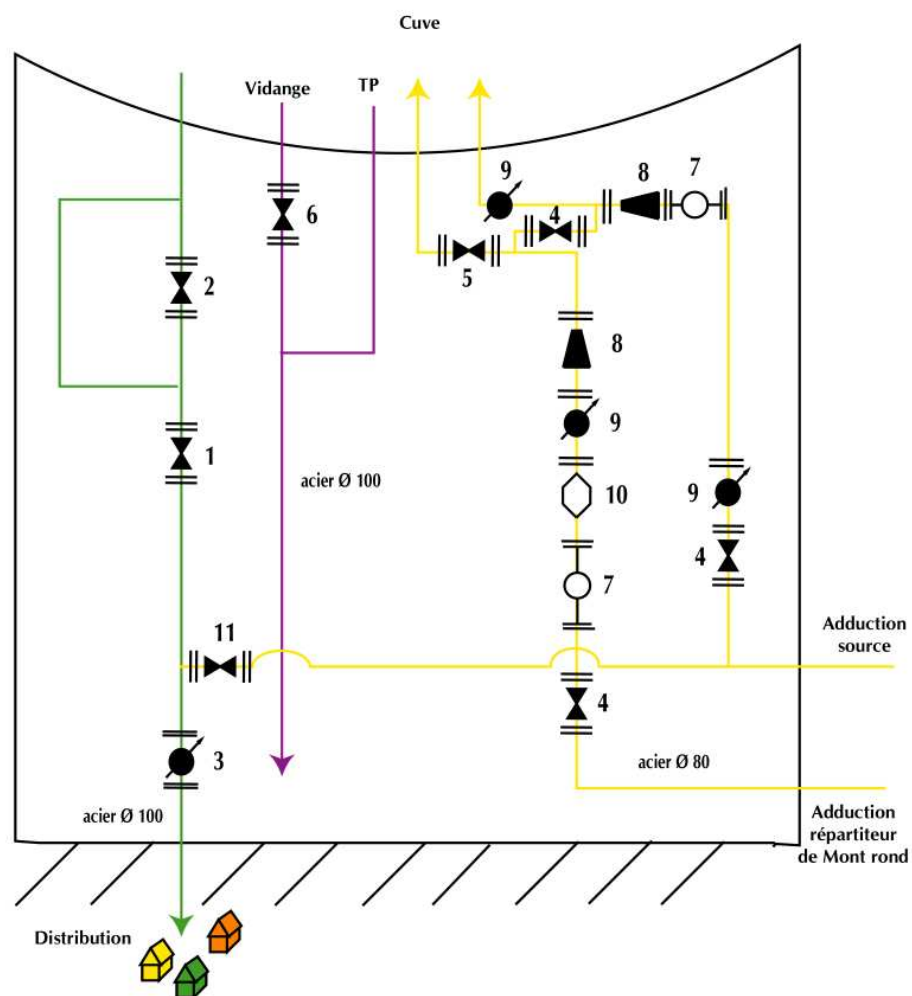 Cuve
Vidange
TP
9
8
7
6
4
5
2
8
1
9
acier Ø 100
10
9
4
7
11
Adduction
source
4
3
acier Ø 80
acier Ø 100
Adduction
répartiteur
de Mont rond
Distribution